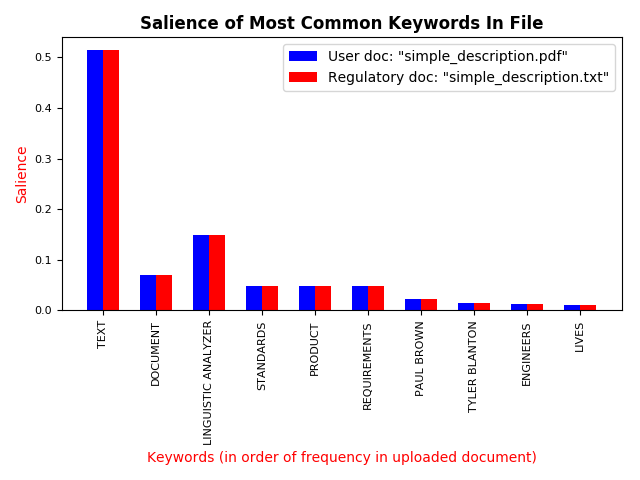 Salience of Most Common Keywords In File
User doc: "simple_description.pdf"
Regulatory doc: "simple_description.txt"
Salience
0.5
0.4
0.3
0.2
0.1
0.0
TEXT
DOCUMENT
LINGUISTIC ANALYZER
STANDARDS
PRODUCT
REQUIREMENTS
PAUL BROWN
TYLER BLANTON
ENGINEERS
LIVES
Keywords (in order of frequency in uploaded document)